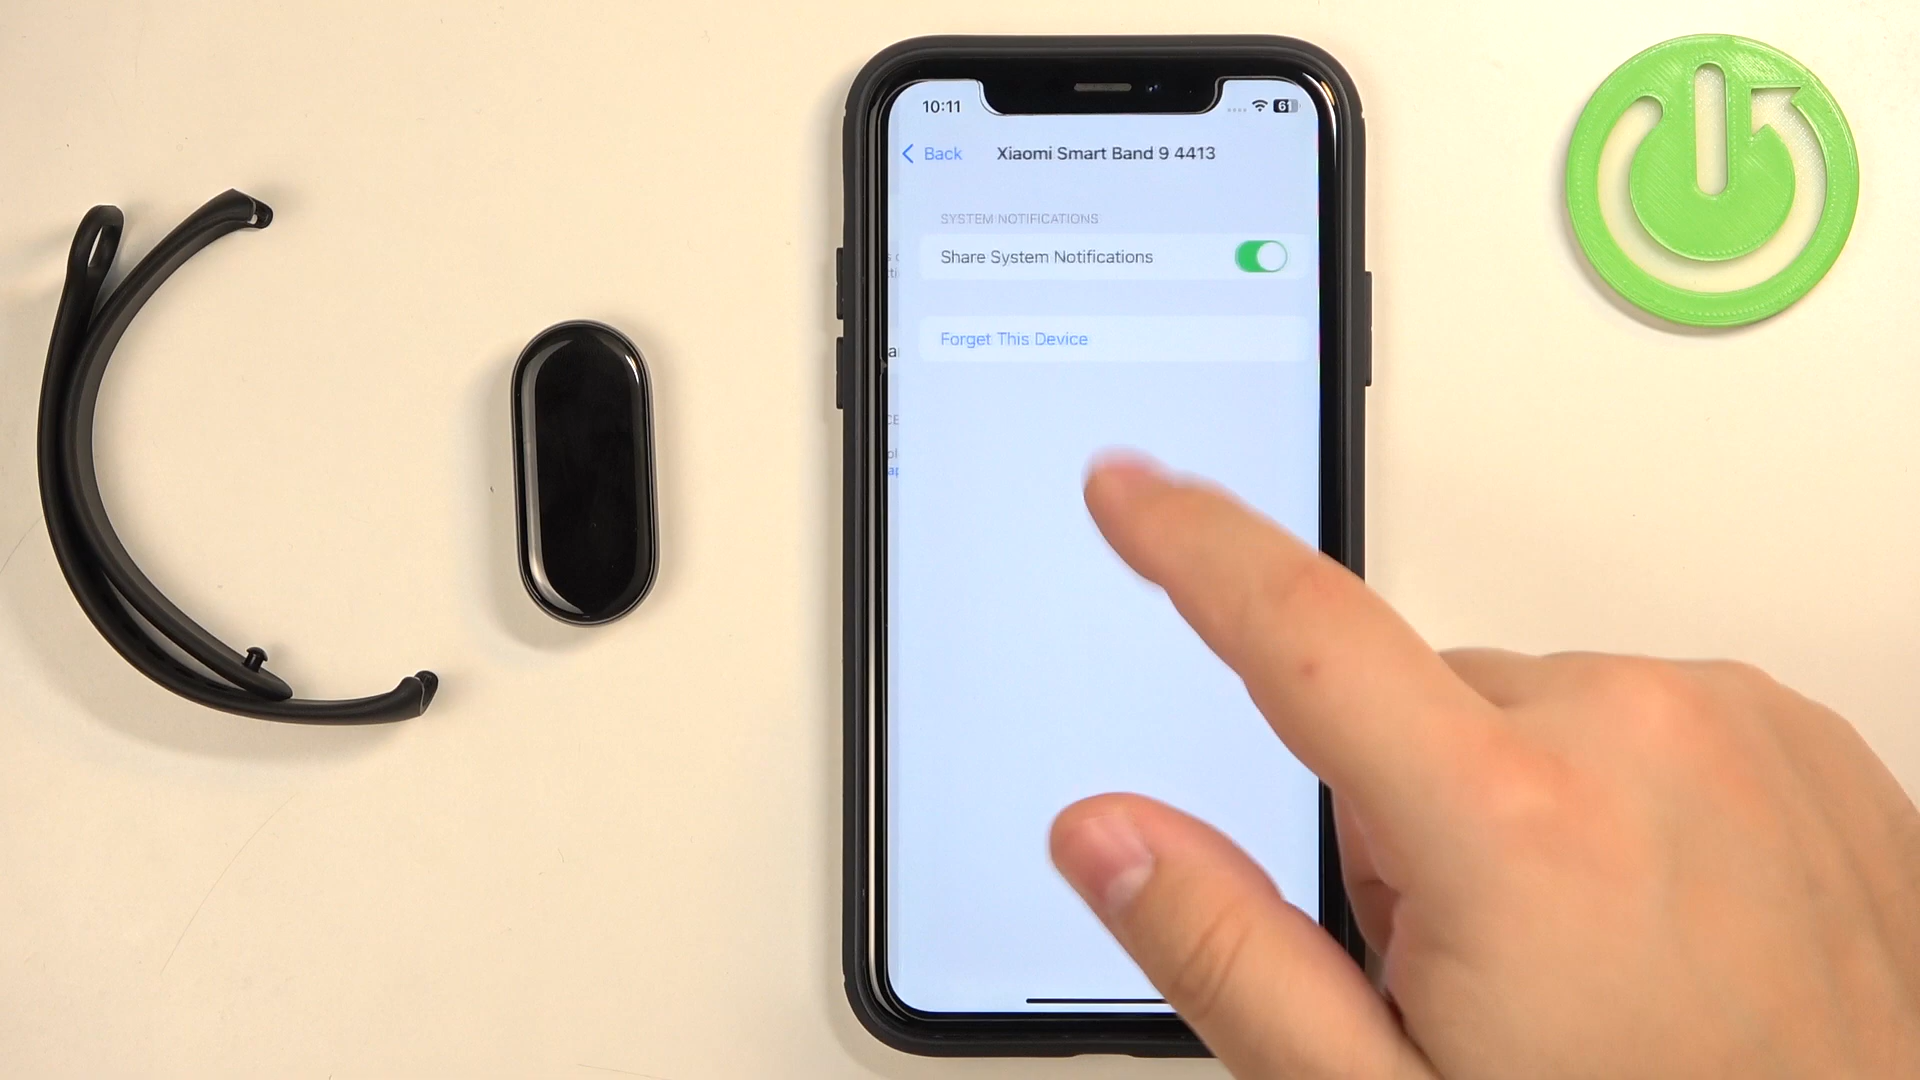 10:11
61
Back
Xiaomi Smart Band 9 4413
SYSTEM NOTIFICATIONS
Share System Notifications
Forget This Device